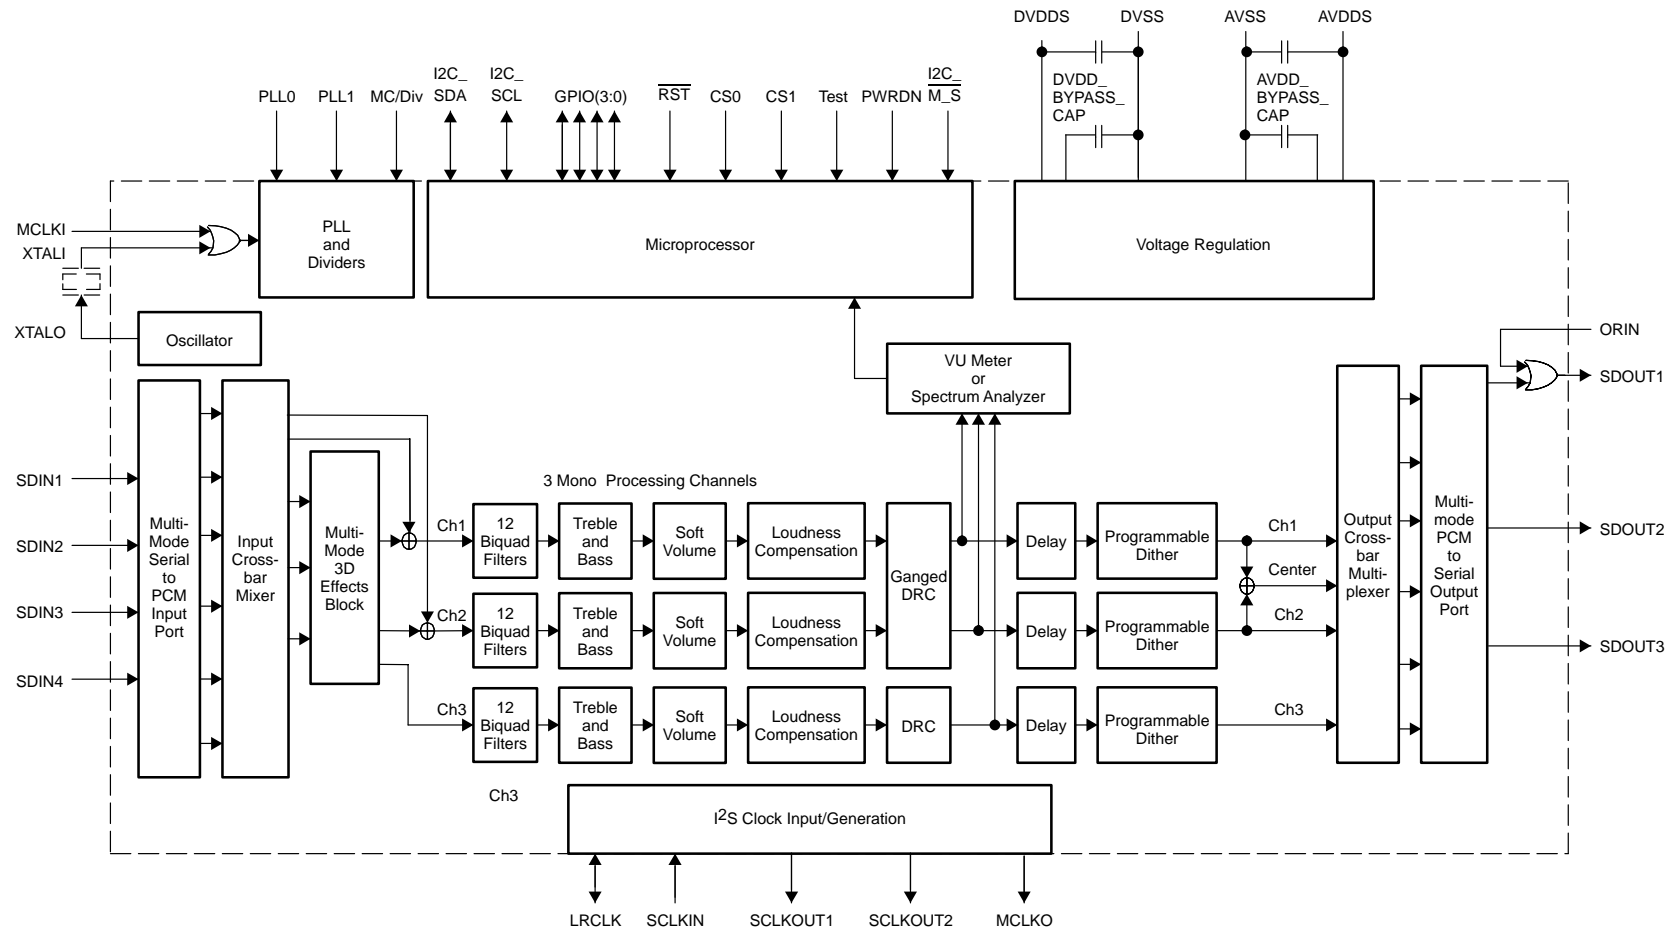 DVDDS DVSS AVSS AVDDS
DVDD_
BYPASS_
CAP
AVDD_
BYPASS_
CAP
PLL0 PLL1 MC/Div
I2C_
SDA
I2C_
SCL
GPIO(3:0)
RST
CS0
CS1
Test
PWRDN
I2C_
M_S
MCLKI
XTALI
XTALO
PLL
and
Dividers
Microprocessor
Voltage Regulation
Oscillator
VU Meter
or
Spectrum Analyzer
ORIN
SDOUT1
SDOUT2
SDOUT3
SDIN1
SDIN2
SDIN3
SDIN4
Multi-
Mode
Serial
to
PCM
Input
Port
Input
Cross-
bar
Mixer
Multi-
Mode
3D
Effects
Block
3 Mono Processing Channels
Ch1
12
Biquad
Filters
Treble
and
Bass
Soft
Volume
Loudness
Compensation
Ganged
DRC
Delay
Programmable
Dither
Ch1
Center
Ch2
12
Biquad
Filters
Treble
and
Bass
Soft
Volume
Loudness
Compensation
Delay
Programmable
Dither
Ch2
Ch3
12
Biquad
Filters
Treble
and
Bass
Soft
Volume
Loudness
Compensation
DRC
Delay
Programmable
Dither
Ch3
Output
Cross-
bar
Multi-
plexer
Multi-
mode
PCM
to
Serial
Output
Port
Ch3
I2S Clock Input/Generation
LRCLK SCLKIN SCLKOUT1 SCLKOUT2 MCLKO